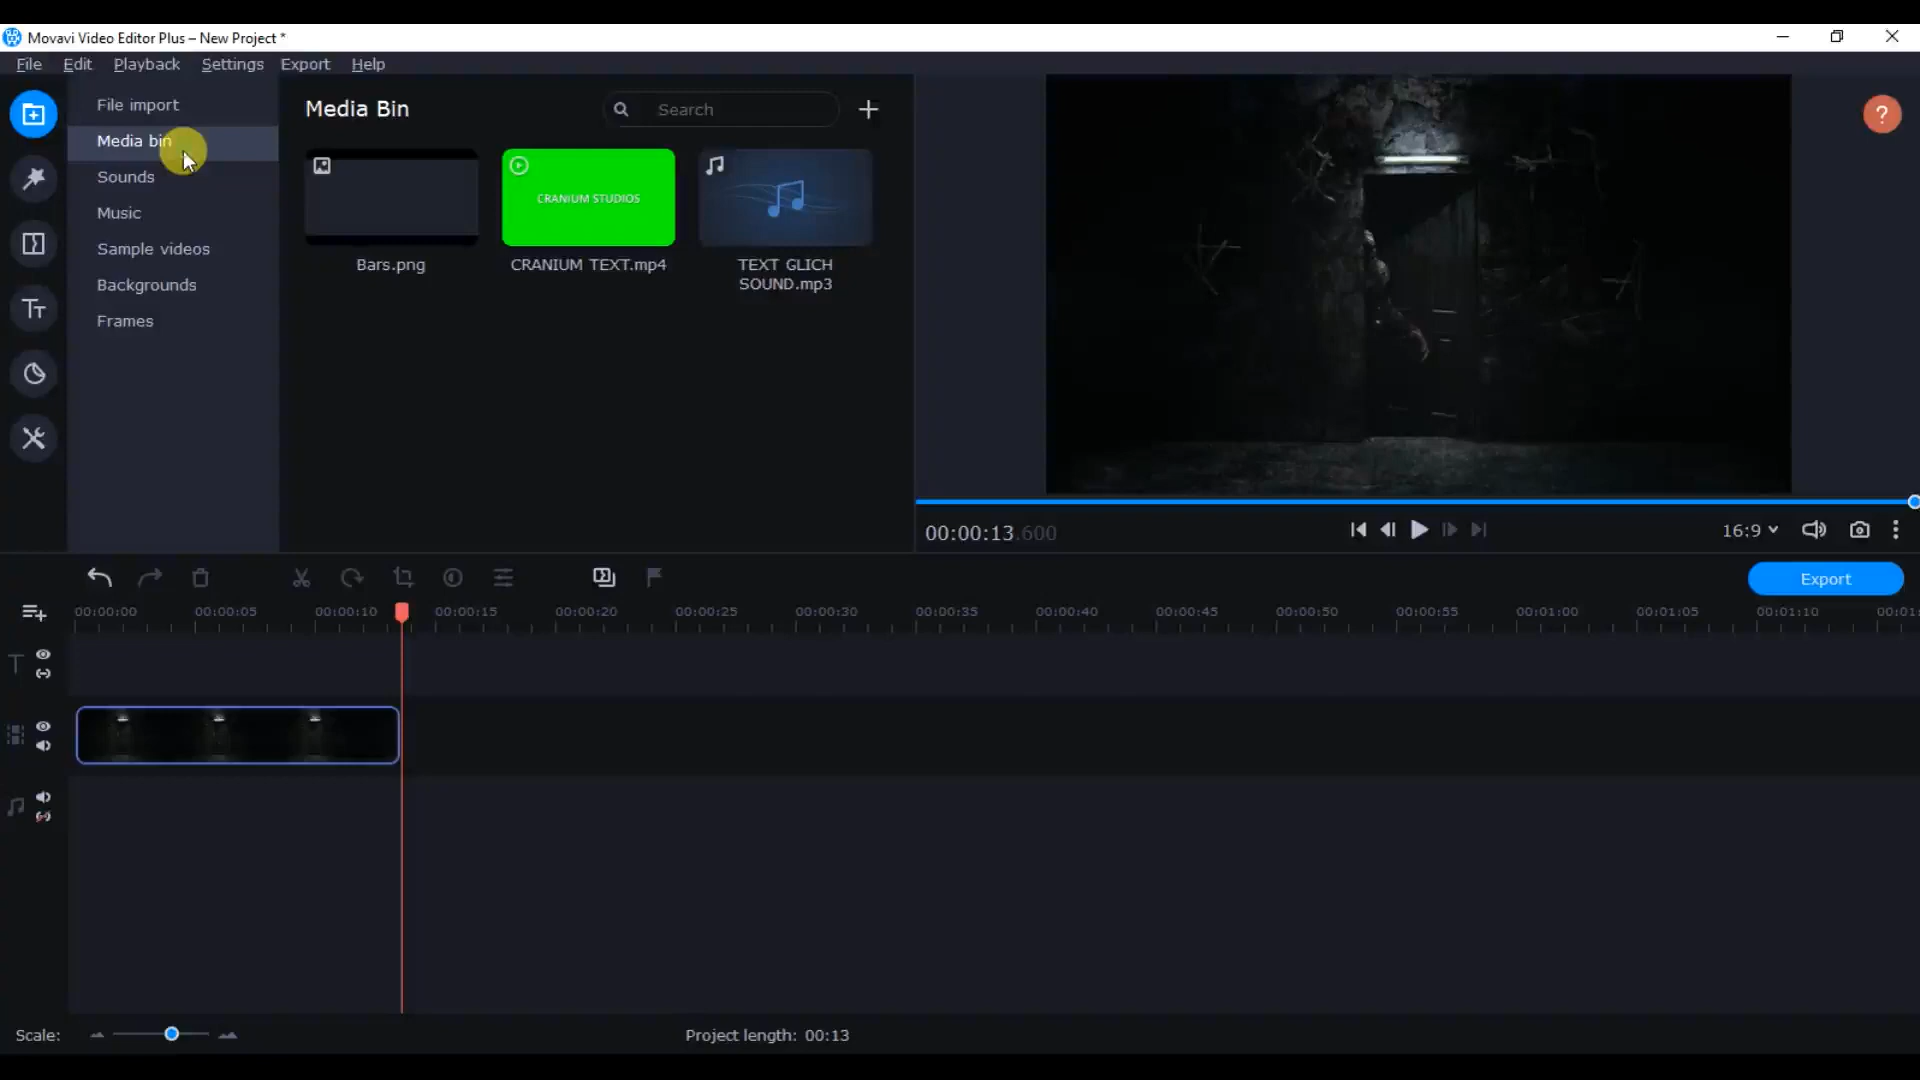 Movavi Video Editor Plus – New Project *
File Edit Playback Settings Export Help
File import
Media bin
Sounds
Music
Sample videos
Backgrounds
Frames
Media Bin
Search
CRANIUM STUDIOS
Bars.png
CRANIUM TEXT.mp4
TEXT GLICH
SOUND.mp3
?
00:00:13.600
16:9
Export
00:00:00 00:00:05 00:00:10 00:00:15 00:00:20 00:00:25 00:00:30 00:00:35 00:00:40 00:00:45 00:00:50 00:00:55 00:01:00 00:01:05 00:01:10 00:01:
Scale:
Project length: 00:13